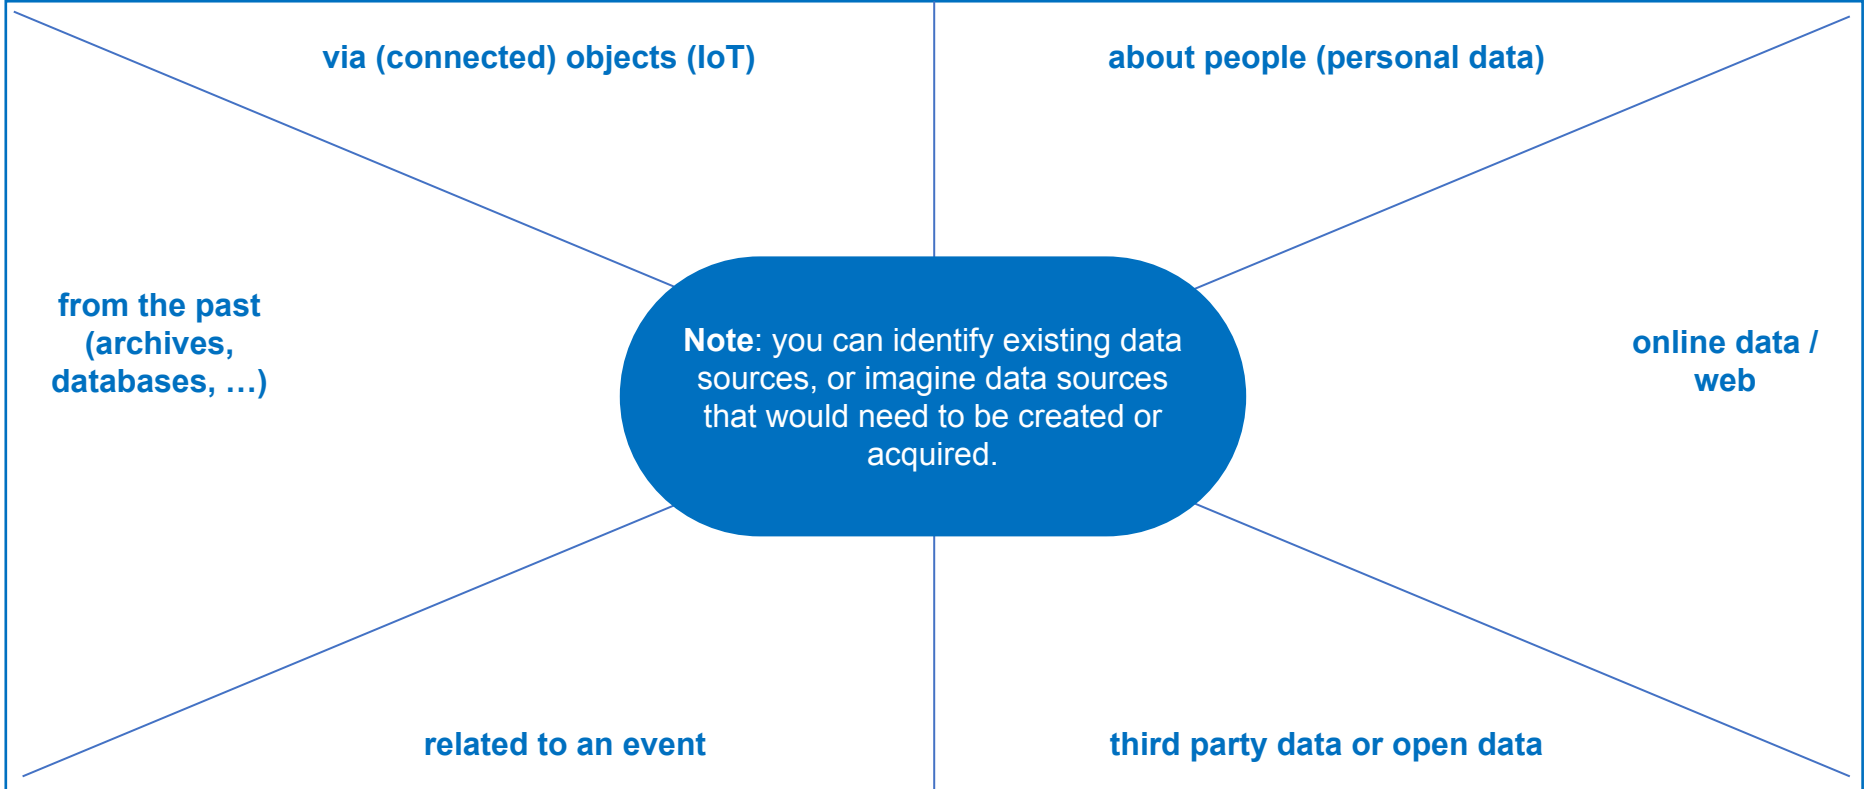 via (connected) objects (IoT)
about people (personal data)
from the past
(archives,
databases, …)
Note: you can identify existing data
sources, or imagine data sources
that would need to be created or
acquired.
online data /
web
related to an event
third party data or open data